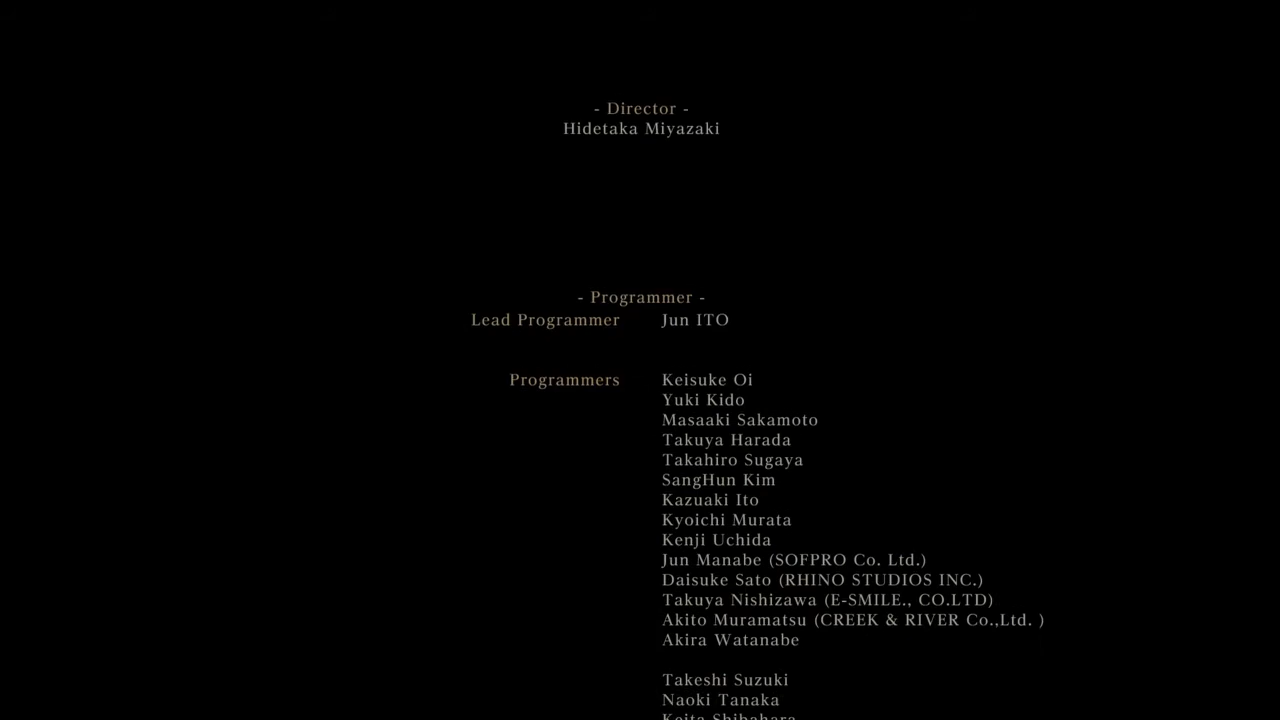 - Director -
Hidetaka Miyazaki
- Programmer -
Lead Programmer Jun ITO
Programmers Keisuke Oi
Yuki Kido
Masaaki Sakamoto
Takuya Harada
Takahiro Sugaya
SangHun Kim
Kazuaki Ito
Kyoichi Murata
Kenji Uchida
Jun Manabe (SOFPRO Co. Ltd.)
Daisuke Sato (RHINO STUDIOS INC.)
Takuya Nishizawa (E-SMILE., CO.LTD)
Akito Muramatsu (CREEK & RIVER Co.,Ltd. )
Akira Watanabe
Takeshi Suzuki
Naoki Tanaka
Keita Shibahara